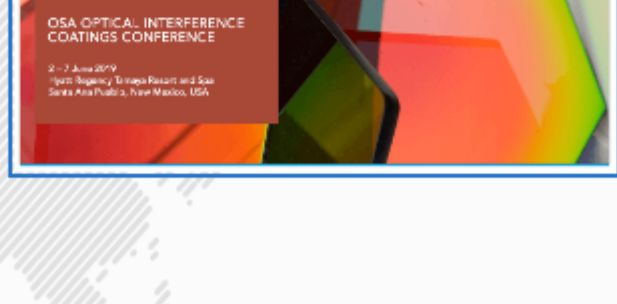 OSA OPTICAL INTERFERENCE
COATINGS CONFERENCE
2 – 7 June 2019
Hyatt Regency Tamaya Resort and Spa
Santa Ana Pueblo, New Mexico, USA